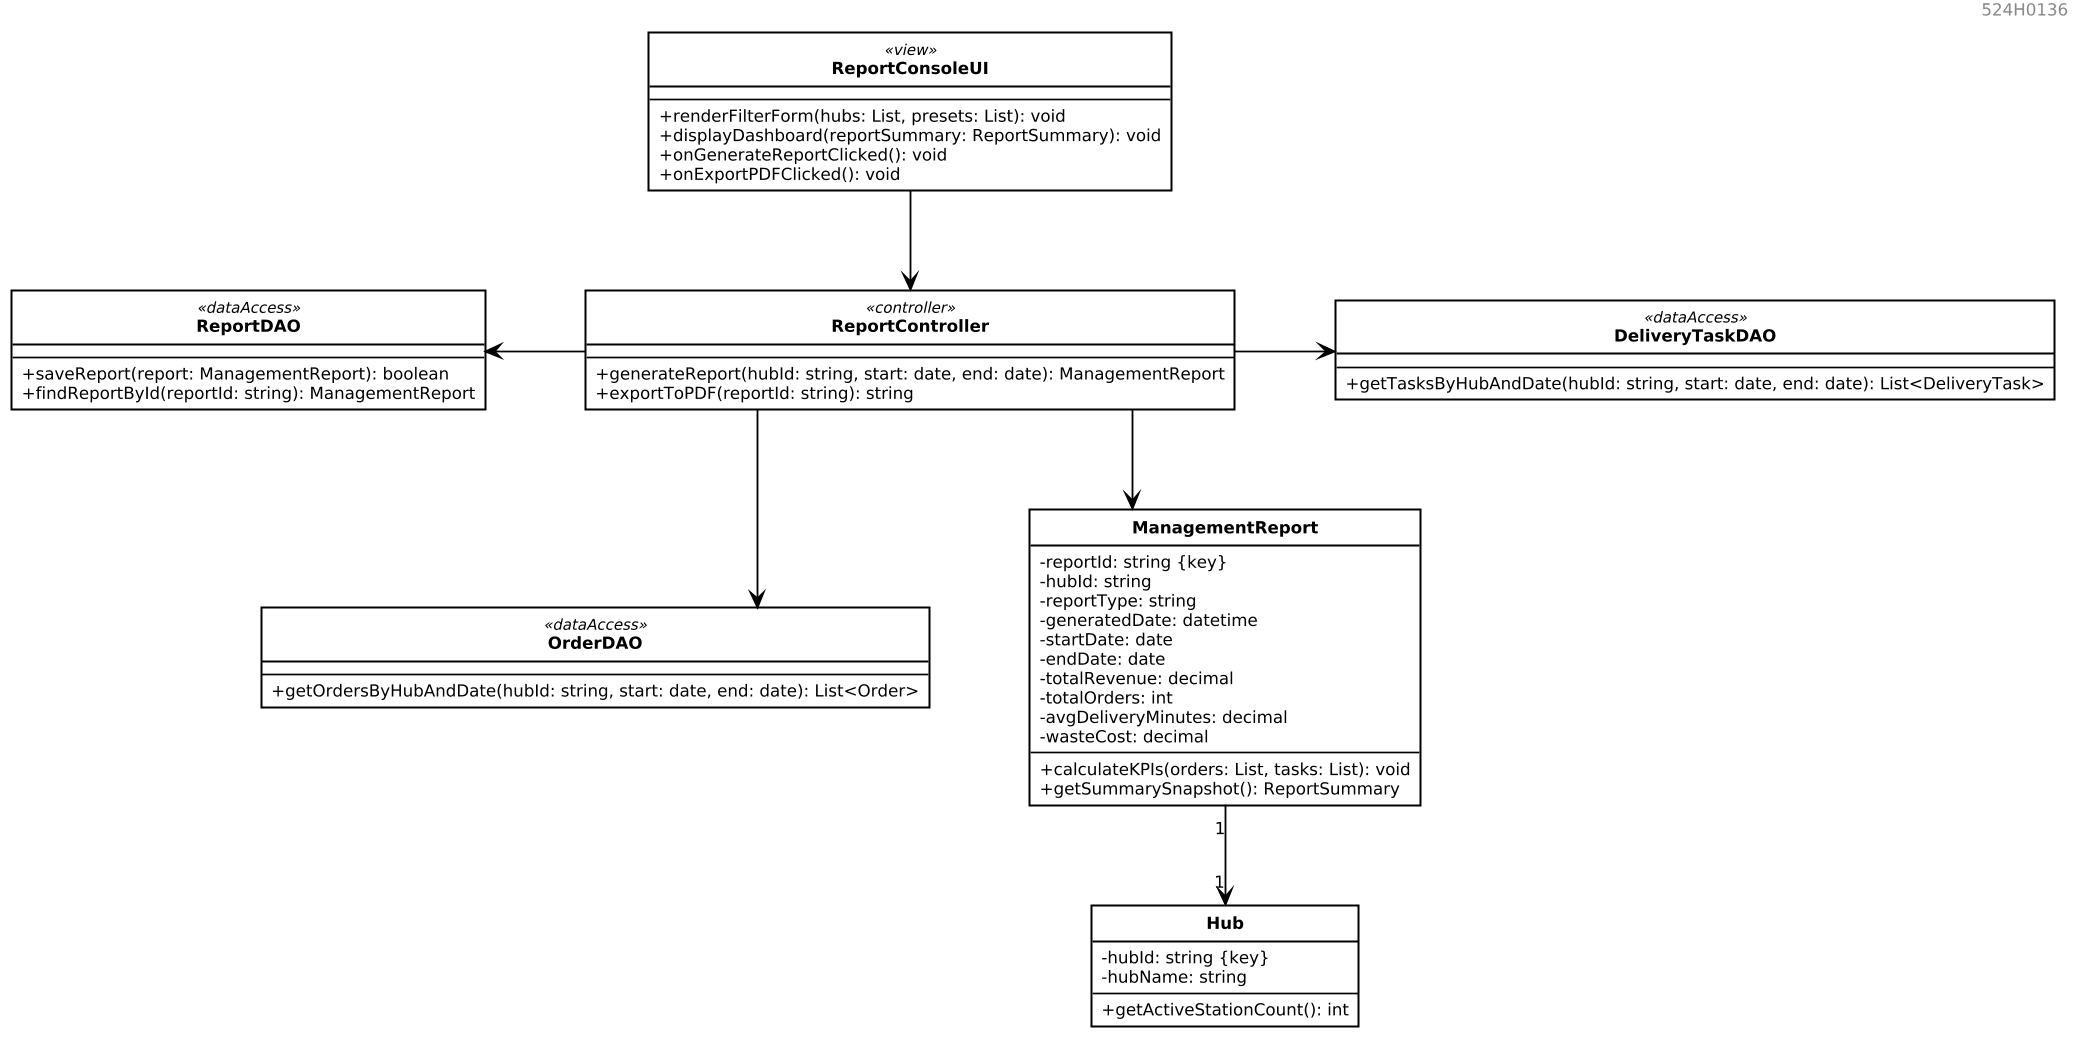 524H0136
«view»
ReportConsoleUI
+renderFilterForm(hubs: List, presets: List): void
+displayDashboard(reportSummary: ReportSummary): void
+onGenerateReportClicked(): void
+onExportPDFClicked(): void
«dataAccess»
ReportDAO
+saveReport(report: ManagementReport): boolean
+findReportById(reportId: string): ManagementReport
«controller»
ReportController
+generateReport(hubId: string, start: date, end: date): ManagementReport
+exportToPDF(reportId: string): string
«dataAccess»
DeliveryTaskDAO
+getTasksByHubAndDate(hubId: string, start: date, end: date): List<DeliveryTask>
«dataAccess»
OrderDAO
+getOrdersByHubAndDate(hubId: string, start: date, end: date): List<Order>
ManagementReport
-reportId: string {key}
-hubId: string
-reportType: string
-generatedDate: datetime
-startDate: date
-endDate: date
-totalRevenue: decimal
-totalOrders: int
-avgDeliveryMinutes: decimal
-wasteCost: decimal
+calculateKPIs(orders: List, tasks: List): void
+getSummarySnapshot(): ReportSummary
1
1
Hub
-hubId: string {key}
-hubName: string
+getActiveStationCount(): int